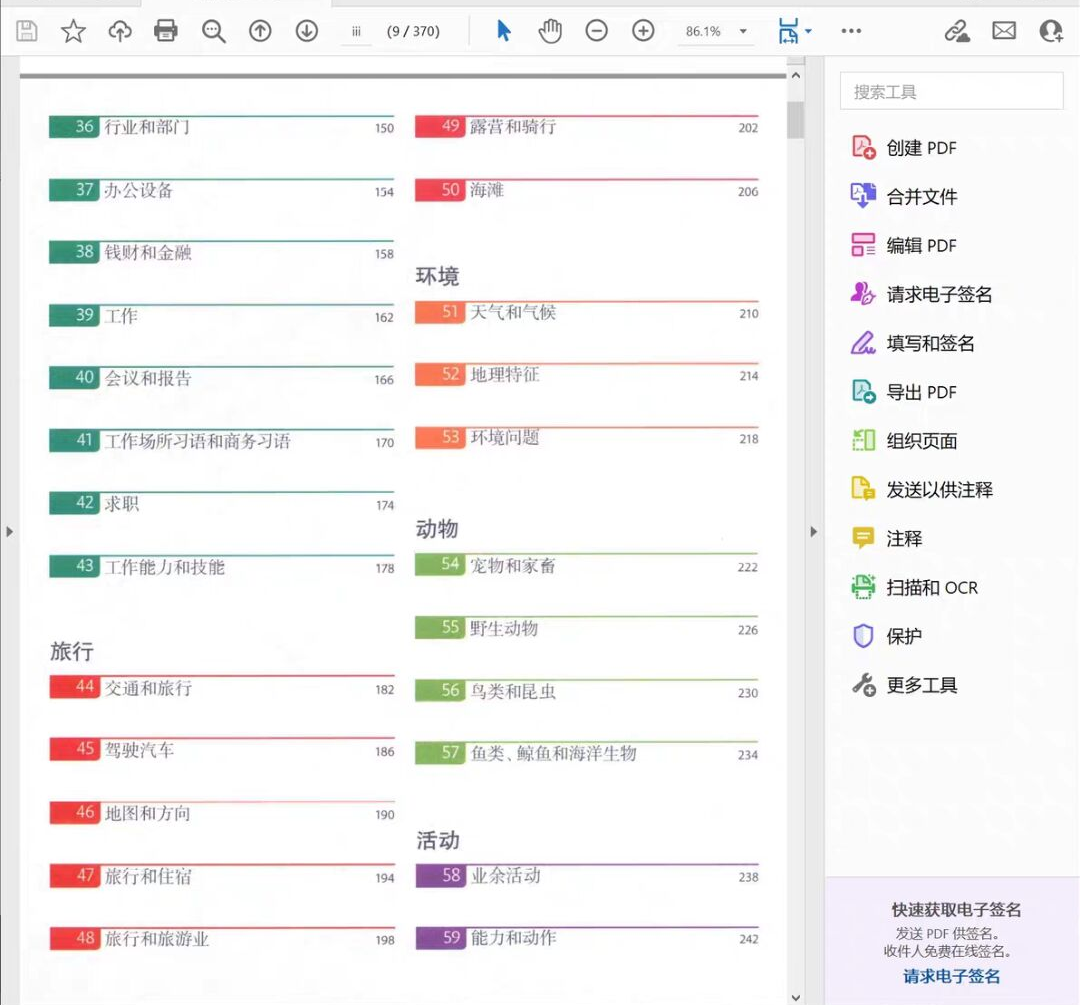 iii
(9 / 370)
86.1%
36 行业和部门 150
37 办公设备 154
38 钱财和金融 158
39 工作 162
40 会议和报告 166
41 工作场所习语和商务习语 170
42 求职 174
43 工作能力和技能 178
旅行
44 交通和旅行 182
45 驾驶汽车 186
46 地图和方向 190
47 旅行和住宿 194
48 旅行和旅游业 198
49 露营和骑行 202
50 海滩 206
环境
51 天气和气候 210
52 地理特征 214
53 环境问题 218
动物
54 宠物和家畜 222
55 野生动物 226
56 鸟类和昆虫 230
57 鱼类、鲸鱼和海洋生物 234
活动
58 业余活动 238
59 能力和动作 242
搜索工具
创建 PDF
合并文件
编辑 PDF
请求电子签名
填写和签名
导出 PDF
组织页面
发送以供注释
注释
扫描和 OCR
保护
更多工具
快速获取电子签名
发送 PDF 供签名。
收件人免费在线签名。
请求电子签名